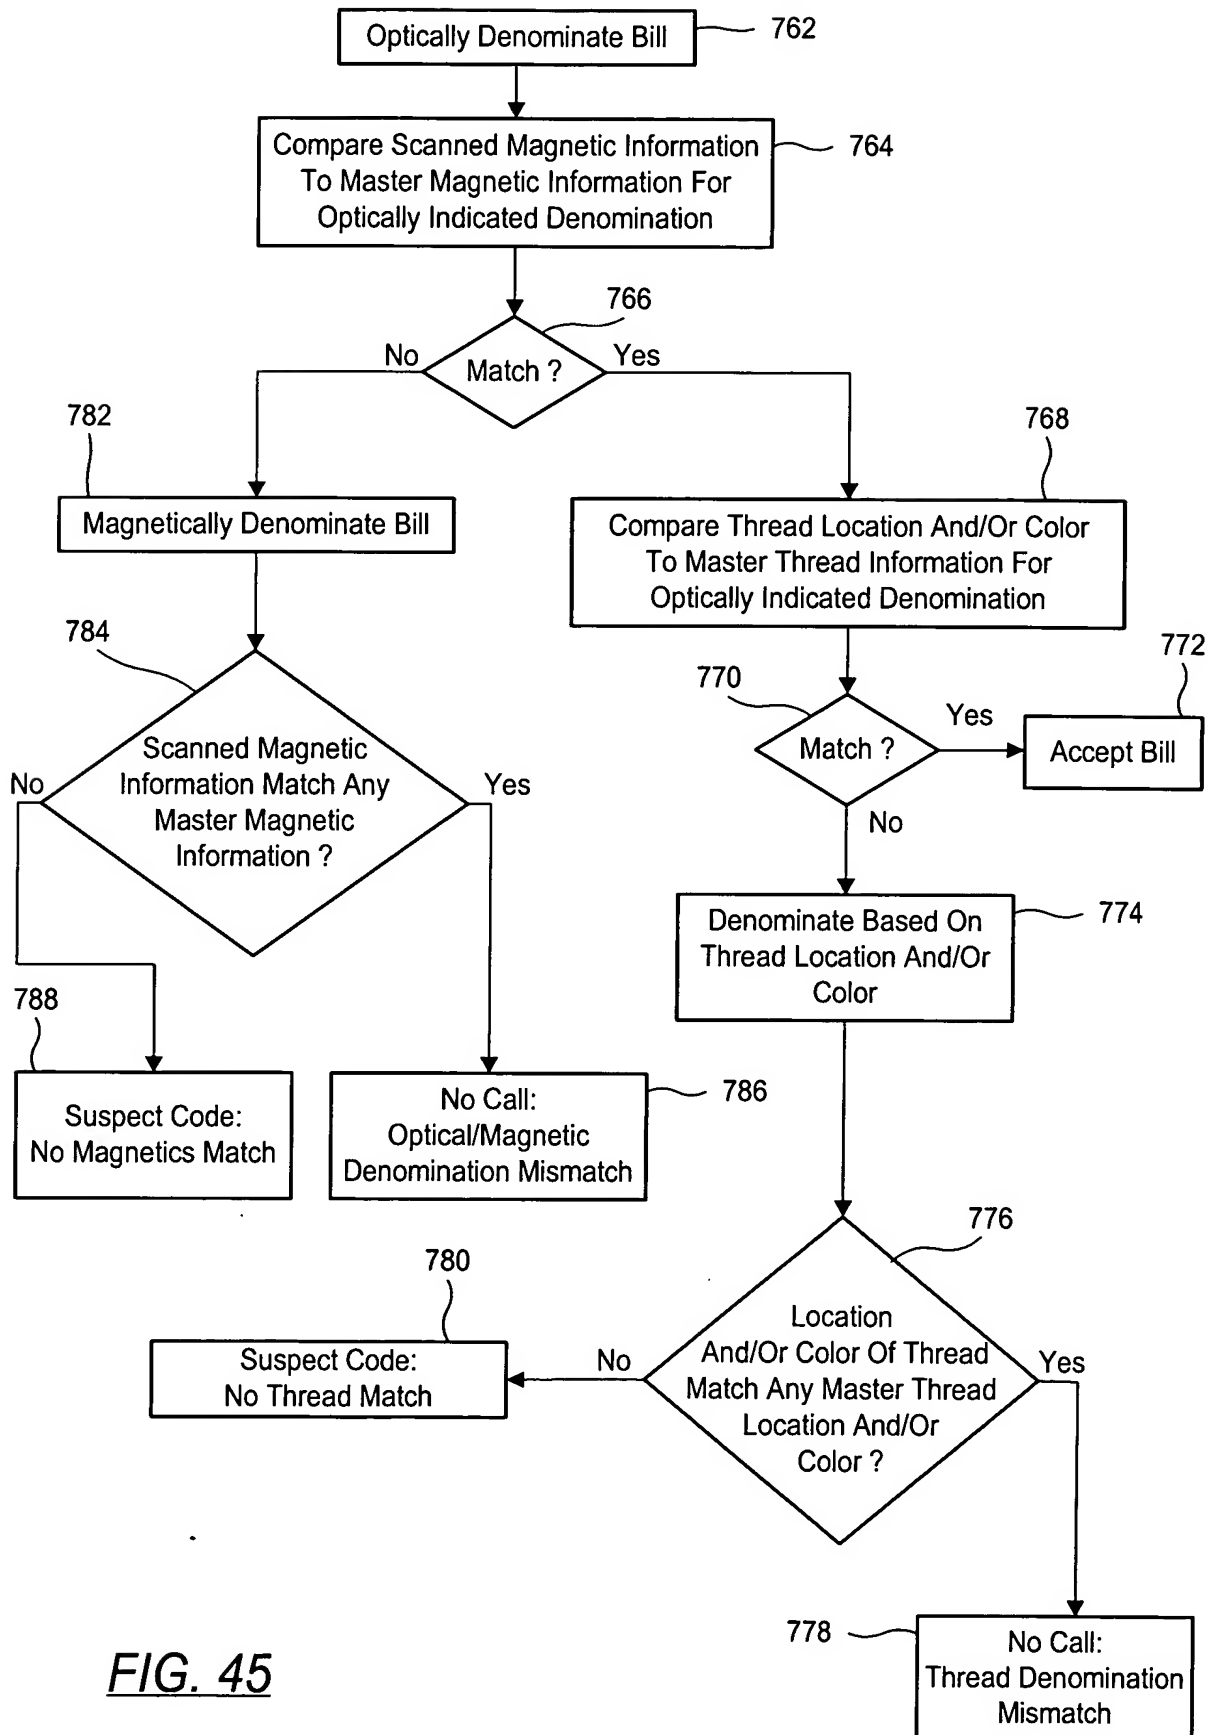 Optically Denominate Bill
762
Compare Scanned Magnetic Information
To Master Magnetic Information For
Optically Indicated Denomination
764
766
Match ?
No
Yes
782
Magnetically Denominate Bill
768
Compare Thread Location And/Or Color
To Master Thread Information For
Optically Indicated Denomination
784
Scanned Magnetic
Information Match Any
Master Magnetic
Information ?
No
Yes
770
Match ?
Yes
No
772
Accept Bill
Denominate Based On
Thread Location And/Or
Color
774
788
Suspect Code:
No Magnetics Match
No Call:
Optical/Magnetic
Denomination Mismatch
786
776
Location
And/Or Color Of Thread
Match Any Master Thread
Location And/Or
Color ?
No
Yes
780
Suspect Code:
No Thread Match
778
No Call:
Thread Denomination
Mismatch
FIG. 45